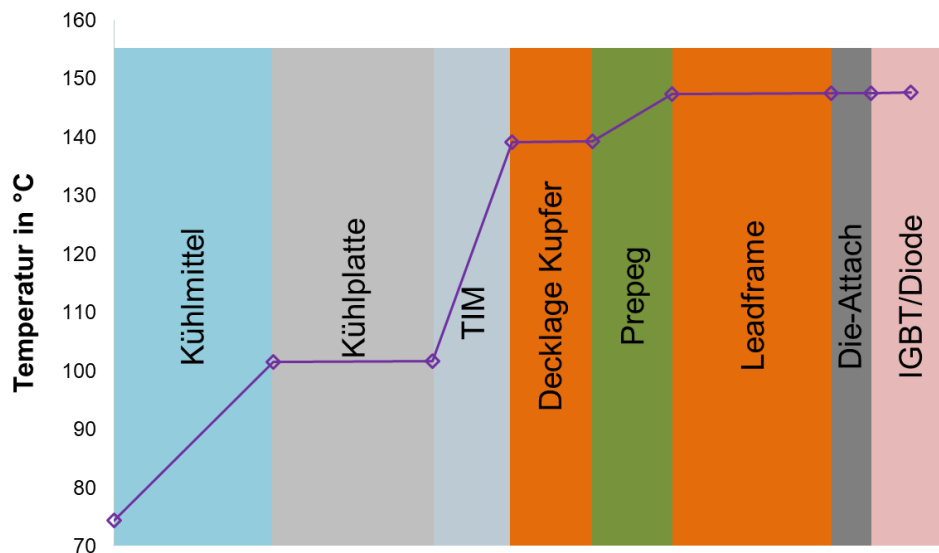 160
150
140
130
120
110
100
90
80
70
Temperatur in °C
Kühlmittel
Kühlplatte
TIM
Decklage Kupfer
Prepeg
Leadframe
Die-Attach
IGBT/Diode